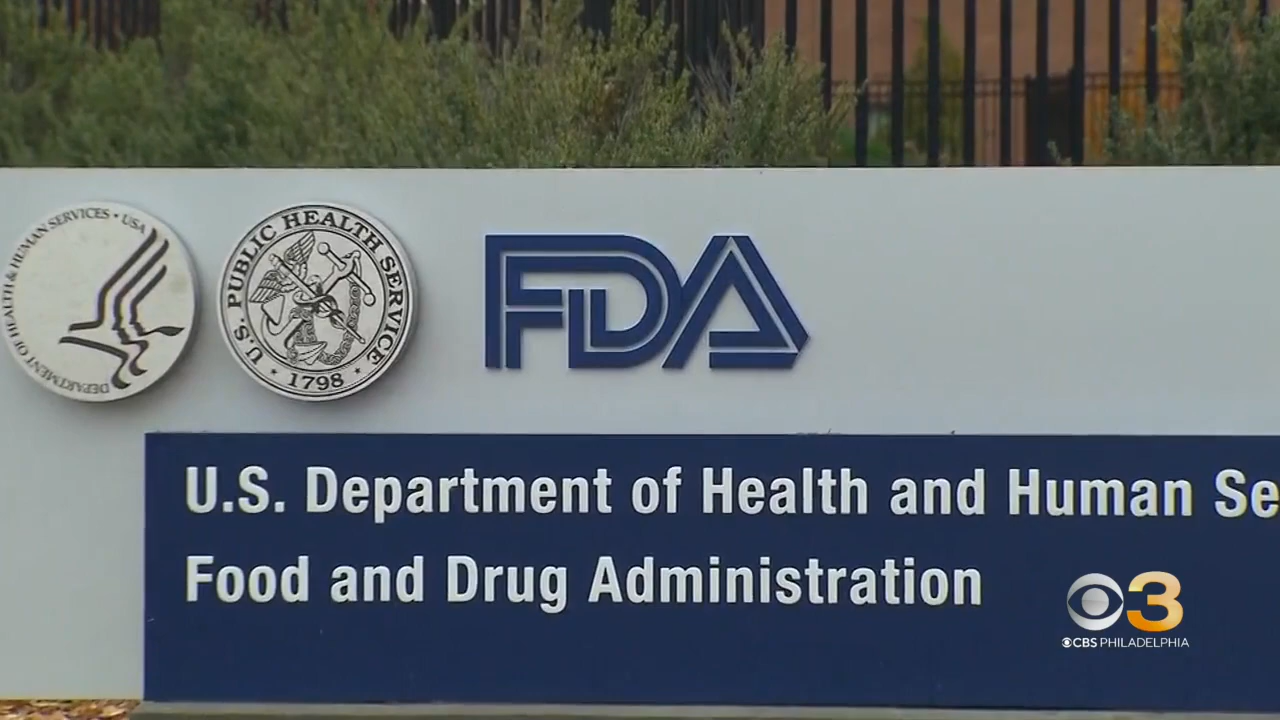 DEPARTMENT OF HEALTH & HUMAN SERVICES • USA
U.S. PUBLIC HEALTH SERVICE
• 1798 •
FDA
U.S. Department of Health and Human Se
Food and Drug Administration
3
CBS PHILADELPHIA